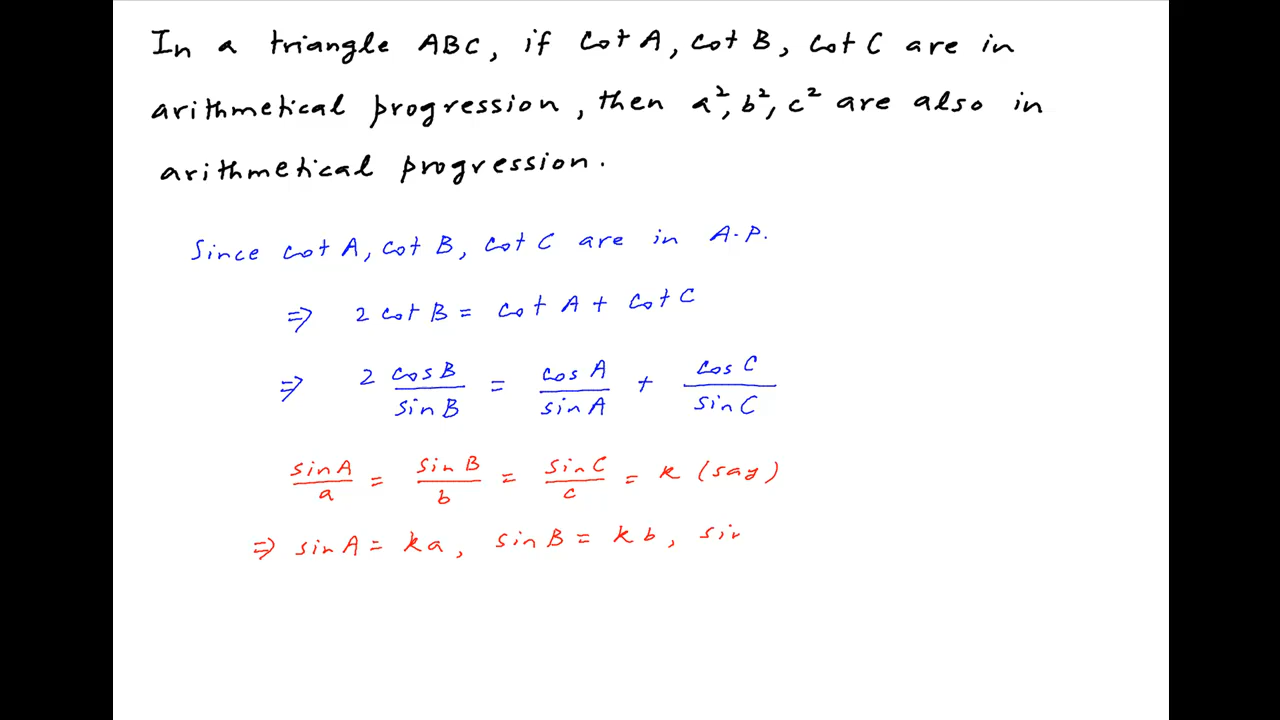 In a triangle ABC, if Cot A, Cot B, Cot C are in
arithmetical progression, then a², b², c² are also in
arithmetical progression.
Since cot A, cot B, cot C are in A.P.
⇒ 2 cot B = cot A + cot C
⇒ 2 cos B / sin B = cos A / sin A + cos C / sin C
sin A / a = sin B / b = sin C / c = k (say)
⇒ sin A = ka, sin B = kb, sin